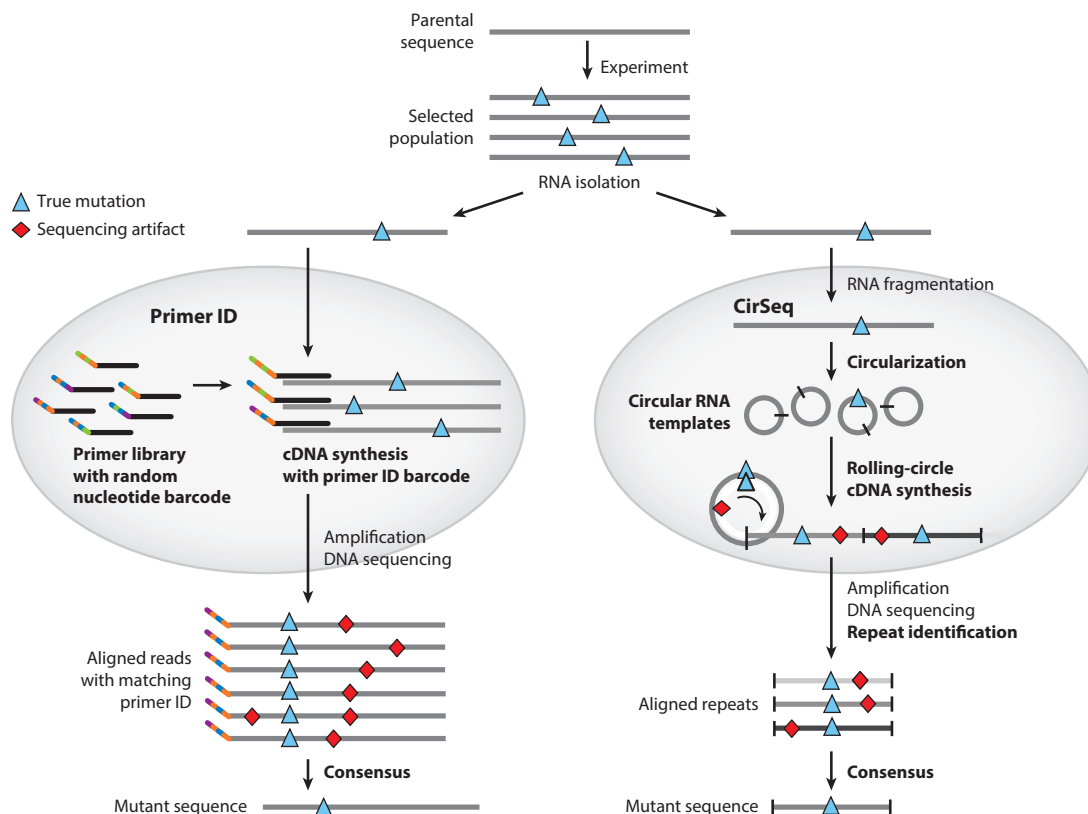 Parental
sequence
Experiment
Selected
population
RNA isolation
True mutation
Sequencing artifact
Primer ID
Primer library
with random
nucleotide barcode
cDNA synthesis
with primer ID barcode
Amplification
DNA sequencing
Aligned reads
with matching
primer ID
Consensus
Mutant sequence
RNA fragmentation
CirSeq
Circularization
Circular RNA
templates
Rolling-circle
cDNA synthesis
Amplification
DNA sequencing
Repeat identification
Aligned repeats
Consensus
Mutant sequence